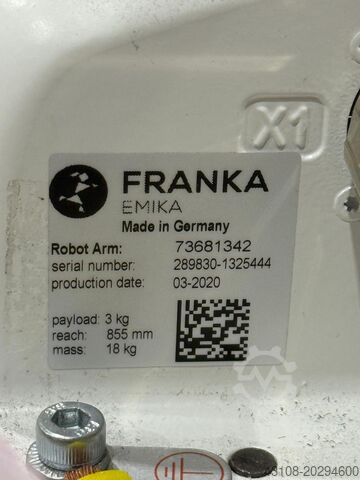 X1
FRANKA
EMIKA
Made in Germany
Robot Arm: 73681342
serial number: 289830-1325444
production date: 03-2020
payload: 3 kg
reach: 855 mm
mass: 18 kg
43108-20294600